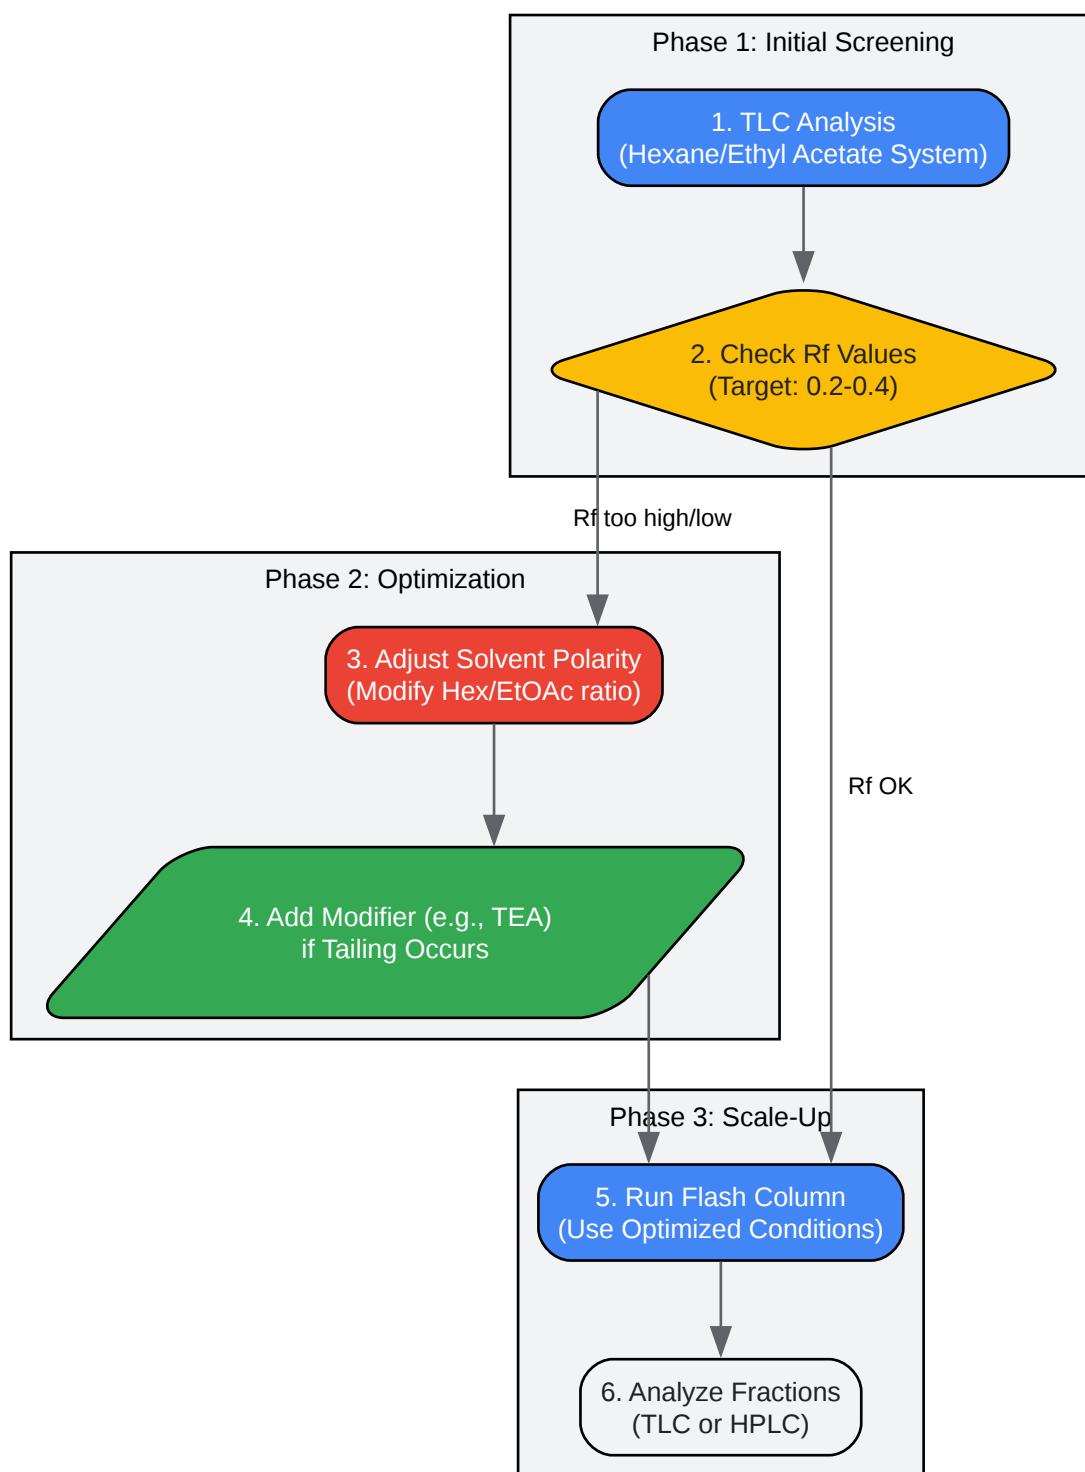 Phase 1: Initial Screening
1. TLC Analysis
(Hexane/Ethyl Acetate System)
2. Check Rf Values
(Target: 0.2-0.4)
Rf too high/low
Phase 2: Optimization
3. Adjust Solvent Polarity
(Modify Hex/EtOAc ratio)
Rf OK
4. Add Modifier (e.g., TEA)
if Tailing Occurs
Phase 3: Scale-Up
5. Run Flash Column
(Use Optimized Conditions)
6. Analyze Fractions
(TLC or HPLC)